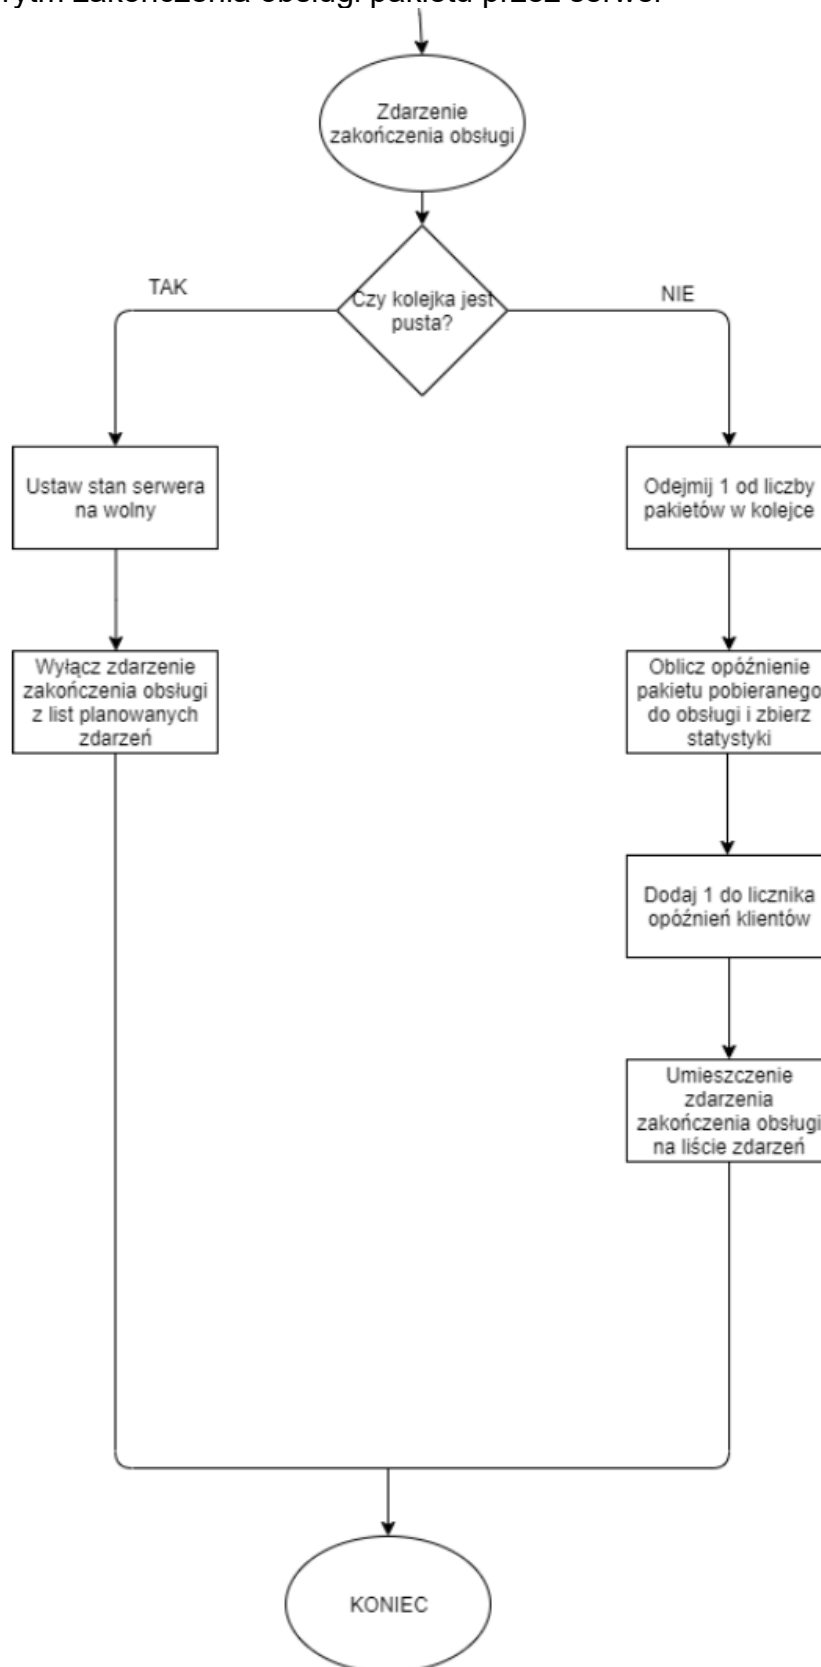 zakończenia obsługi pakietu przez serwer
Zdarzenie
zakończenia obsługi
Czy kolejka jest
pusta?
TAK
NIE
Ustaw stan serwera
na wolny
Odejmij 1 od liczby
pakietów w kolejce
Wyłącz zdarzenie
zakończenia obsługi
z list planowanych
zdarzeń
Oblicz opóźnienie
pakietu pobieranego
do obsługi i zbierz
statystyki
Dodaj 1 do licznika
opóźnień klientów
Umieszczenie
zdarzenia
zakończenia obsługi
na liście zdarzeń
KONIEC